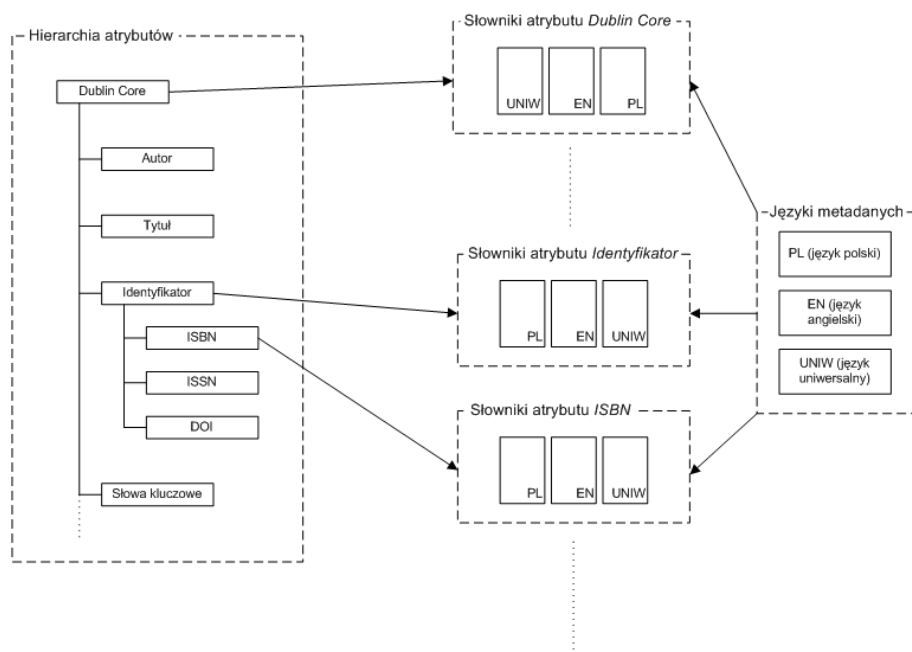 Hierarchia atrybutów
Dublin Core
Autor
Tytuł
Identyfikator
ISBN
ISSN
DOI
Słowa kluczowe
Słowniki atrybutu Dublin Core
UNIW
EN
PL
Słowniki atrybutu Identyfikator
PL
EN
UNIW
Słowniki atrybutu ISBN
PL
EN
UNIW
Języki metadanych
PL (język polski)
EN (język
angielski)
UNIW (język
uniwersalny)